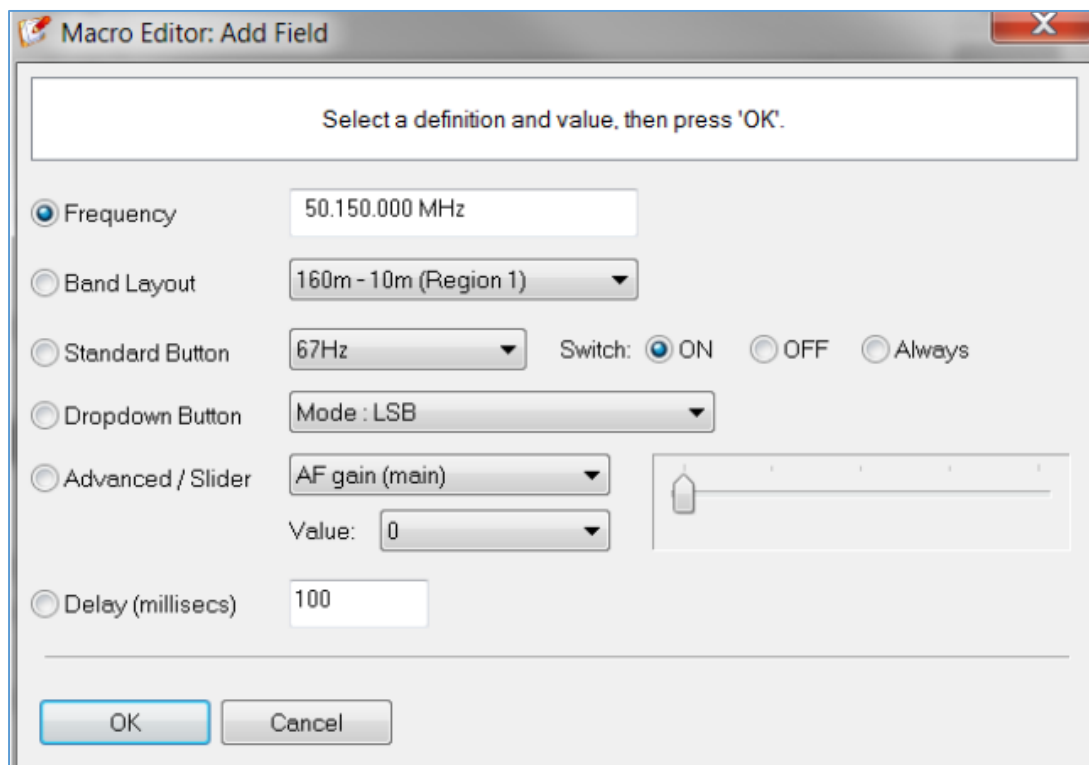 Macro Editor: Add Field
Select a definition and value, then press 'OK'.
Frequency 50.150.000 MHz
Band Layout 160m - 10m (Region 1)
Standard Button 67Hz Switch: ON OFF Always
Dropdown Button Mode : LSB
Advanced / Slider AF gain (main)
Value: 0
Delay (millisecs) 100
OK Cancel